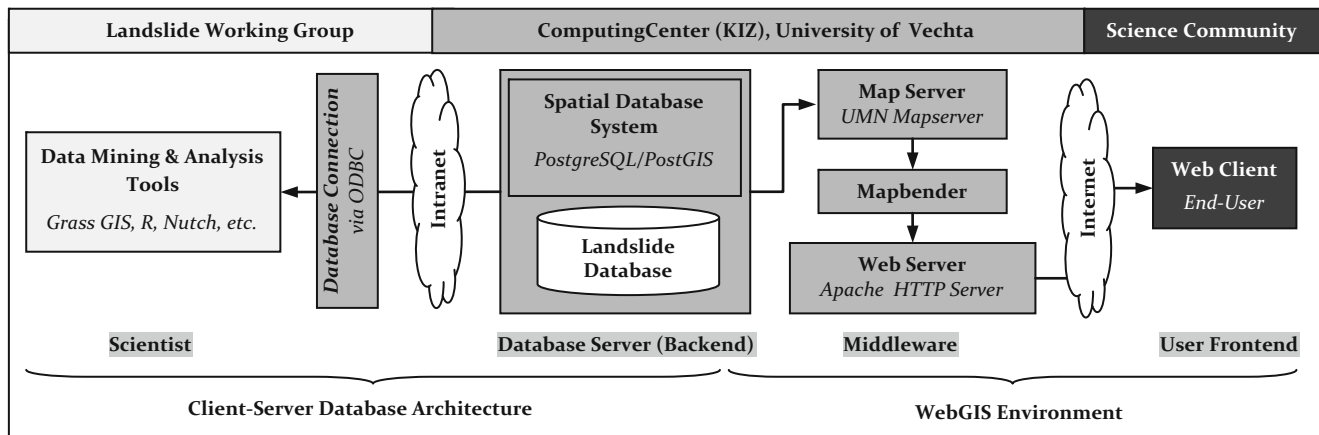 Landslide Working Group
ComputingCenter (KIZ), University of Vechta
Science Community
Data Mining & Analysis
Tools
Grass GIS, R, Nutch, etc.
Database Connection
via ODBC
Intranet
Spatial Database
System
PostgreSQL/PostGIS
Landslide
Database
Map Server
UMN Mapserver
Mapbender
Web Server
Apache HTTP Server
Internet
Web Client
End-User
Scientist
Database Server (Backend)
Middleware
User Frontend
Client-Server Database Architecture
WebGIS Environment